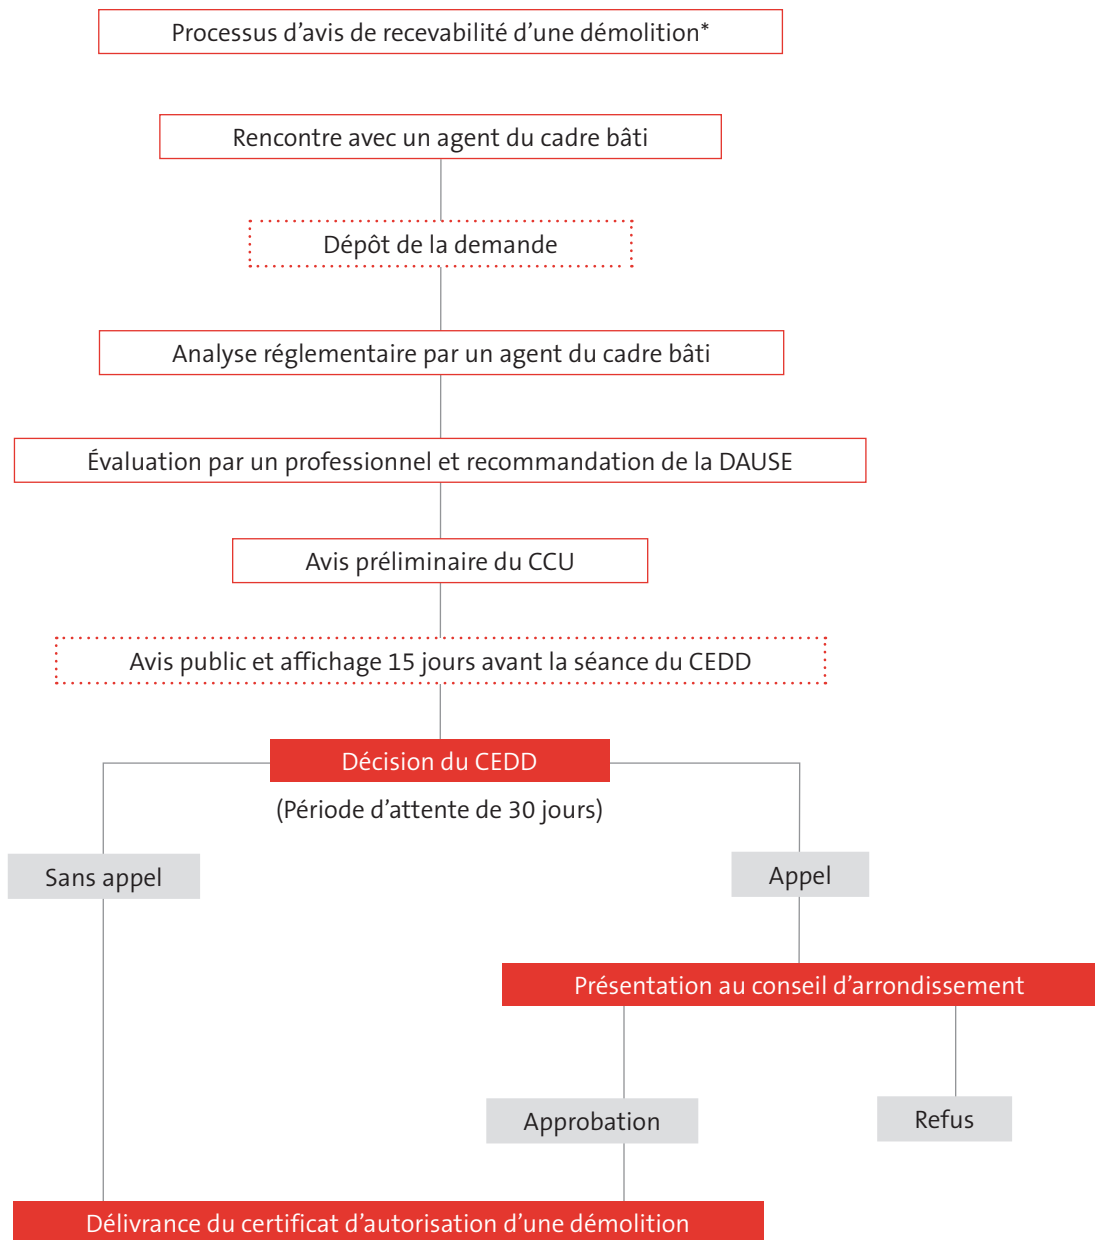 Processus d’avis de recevabilité d’une démolition*
Rencontre avec un agent du cadre bâti
Dépôt de la demande
Analyse réglementaire par un agent du cadre bâti
Évaluation par un professionnel et recommandation de la DAUSE
Avis préliminaire du CCU
Avis public et affichage 15 jours avant la séance du CEDD
Décision du CEDD
(Période d’attente de 30 jours)
Sans appel
Appel
Présentation au conseil d’arrondissement
Approbation
Refus
Délivrance du certificat d’autorisation d’une démolition